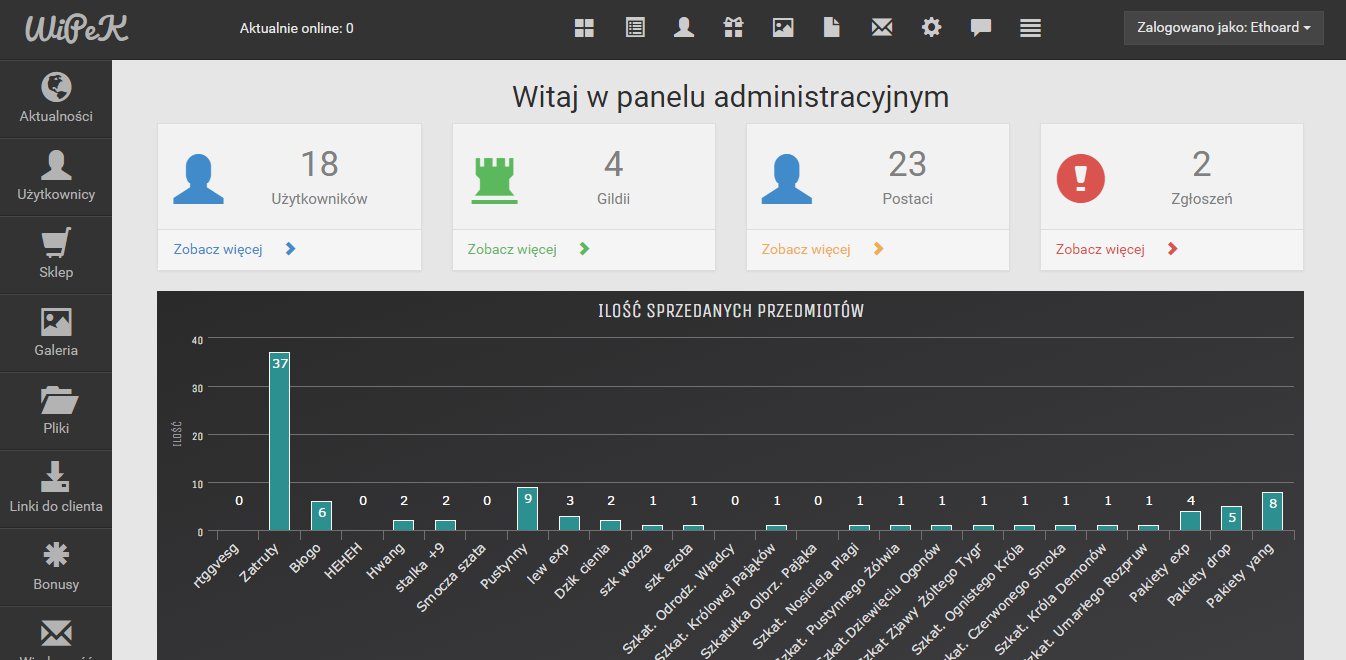 WiPeK
Aktualnie online: 0
Zalogowano jako: Ethoard
Aktualności
Użytkownicy
Sklep
Galeria
Pliki
Linki do clienta
Bonusy
Witaj w panelu administracyjnym
18
Użytkowników
Zobacz więcej
4
Gildii
Zobacz więcej
23
Postaci
Zobacz więcej
2
Zgłoszeń
Zobacz więcej
ILOŚĆ SPRZEDANYCH PRZEDMIOTÓW
ILOŚĆ
40
30
20
10
0
0 37 6 0 2 2 0 9 3 2 1 1 0 1 0 1 1 1 1 1 1 1 1 4 5 8
rtggvesg
Zatruty
Błogo
HEHEH
Hwang
stalka +9
Smocza szata
Pustynny
lew exp
Dzik cienia
szk wodza
szk ezota
Szkat. Odrodz. Władcy
Szkat. Królowej Pająków
Szkatułka Olbrz. Pająka
Szkat. Nosiciela Plagi
Szkat. Pustynnego Żółwia
Szkat.Dziewięciu Ogonów
Szkat Zjawy Żółtego Tygr
Szkat. Ognistego Króla
kat. Czerwonego Smoka
Szkat. Króla Demonów
zkat. Umarłego Rozpruw
Pakiety exp
Pakiety drop
Pakiety yang